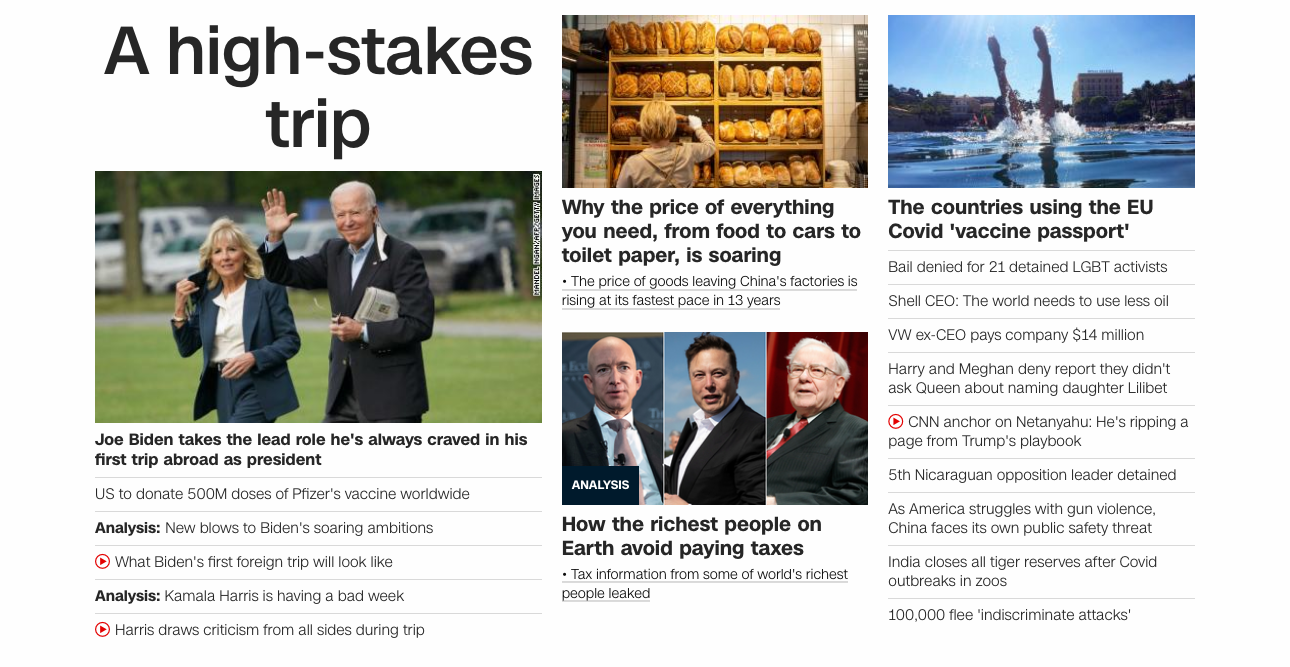 A high-stakes
trip
MANDEL NGAN/AFP/GETTY IMAGES
Joe Biden takes the lead role he's always craved in his
first trip abroad as president
US to donate 500M doses of Pfizer's vaccine worldwide
Analysis: New blows to Biden's soaring ambitions
What Biden's first foreign trip will look like
Analysis: Kamala Harris is having a bad week
Harris draws criticism from all sides during trip
Why the price of everything
you need, from food to cars to
toilet paper, is soaring
• The price of goods leaving China's factories is
rising at its fastest pace in 13 years
ANALYSIS
How the richest people on
Earth avoid paying taxes
• Tax information from some of world's richest
people leaked
The countries using the EU
Covid 'vaccine passport'
Bail denied for 21 detained LGBT activists
Shell CEO: The world needs to use less oil
VW ex-CEO pays company $14 million
Harry and Meghan deny report they didn't
ask Queen about naming daughter Lilibet
CNN anchor on Netanyahu: He's ripping a
page from Trump's playbook
5th Nicaraguan opposition leader detained
As America struggles with gun violence,
China faces its own public safety threat
India closes all tiger reserves after Covid
outbreaks in zoos
100,000 flee 'indiscriminate attacks'